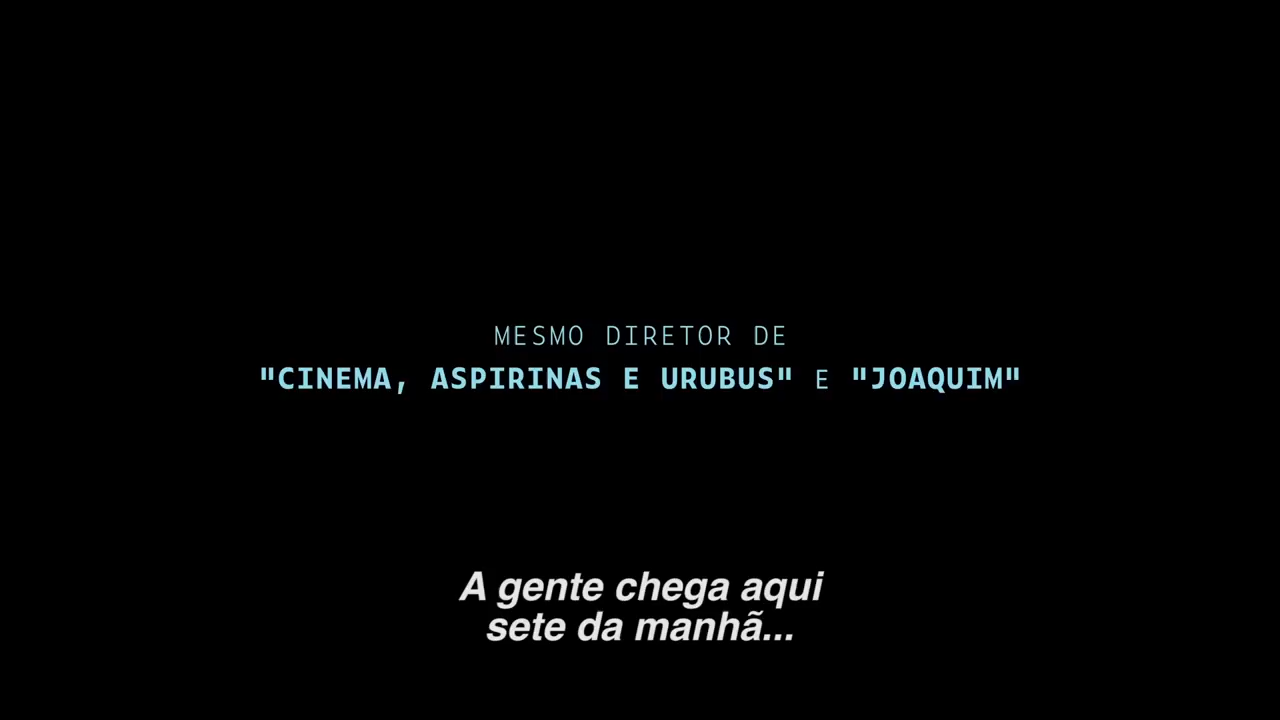 MESMO DIRETOR DE
"CINEMA, ASPIRINAS E URUBUS" E "JOAQUIM"
A gente chega aqui
sete da manhã...